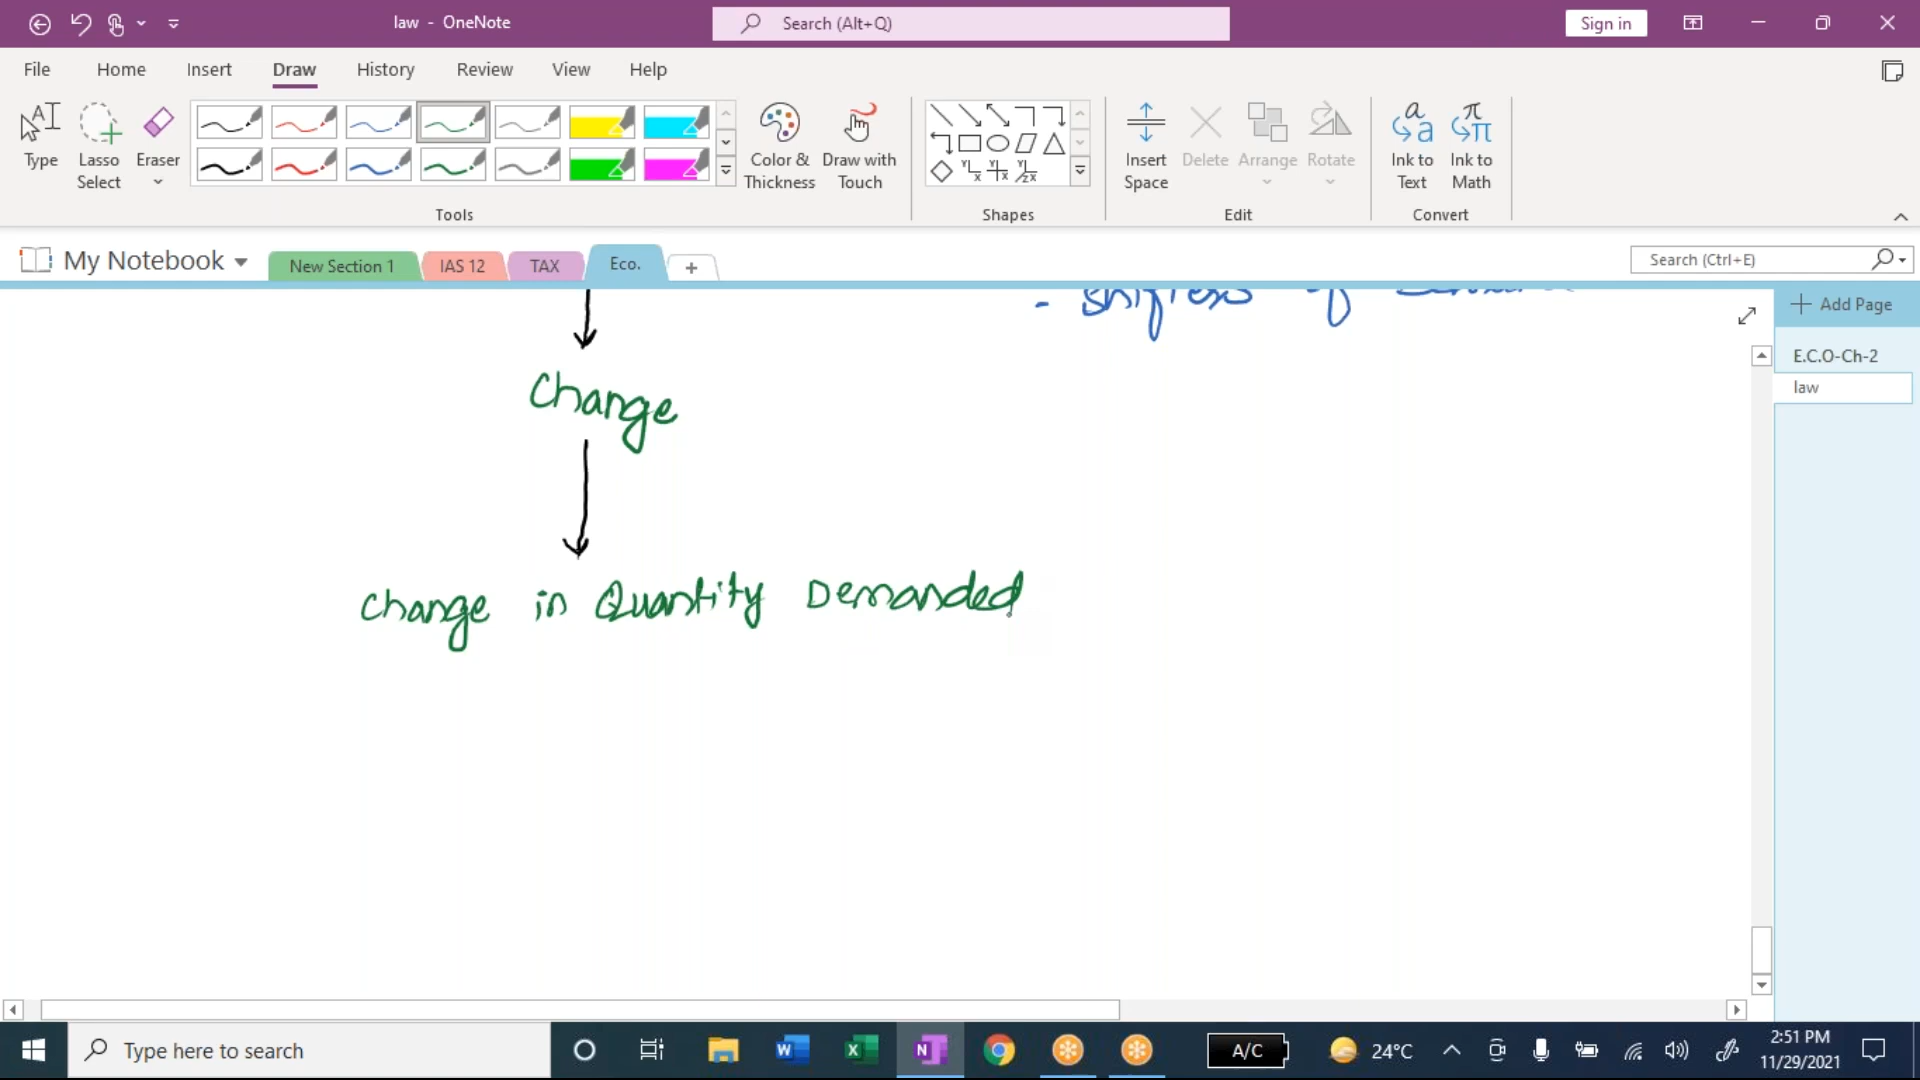 law - OneNote
Search (Alt+Q)
Sign in
File Home Insert Draw History Review View Help
Type
Lasso Select
Eraser
Color & Thickness
Draw with Touch
Insert Space
Delete
Arrange
Rotate
Ink to Text
Ink to Math
Tools
Shapes
Edit
Convert
My Notebook
New Section 1
IAS 12
TAX
Eco.
+
Search (Ctrl+E)
Add Page
E.C.O-Ch-2
law
- Shifters of
Change
Change in Quantity Demanded
Type here to search
A/C
24°C
2:51 PM
11/29/2021